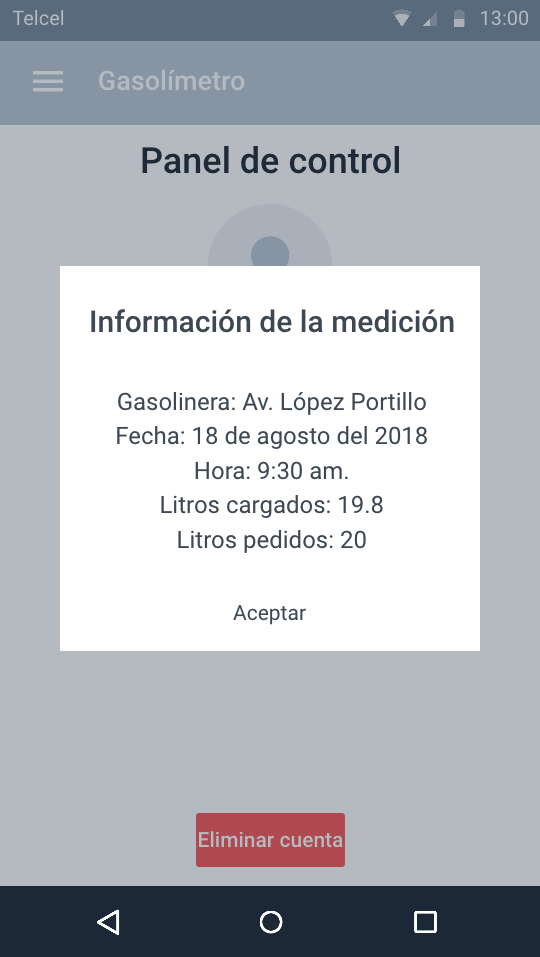 Telcel
13:00
Gasolímetro
Panel de control
Información de la medición
Gasolinera: Av. López Portillo
Fecha: 18 de agosto del 2018
Hora: 9:30 am.
Litros cargados: 19.8
Litros pedidos: 20
Aceptar
Eliminar cuenta